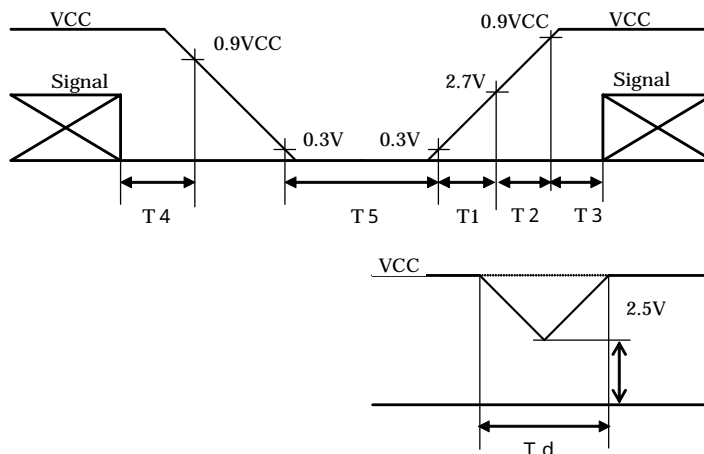 VCC
0.9VCC
VCC
0.9VCC
Signal
2.7V
Signal
0.3V
0.3V
T4
T5
T1
T2
T3
VCC
2.5V
Td